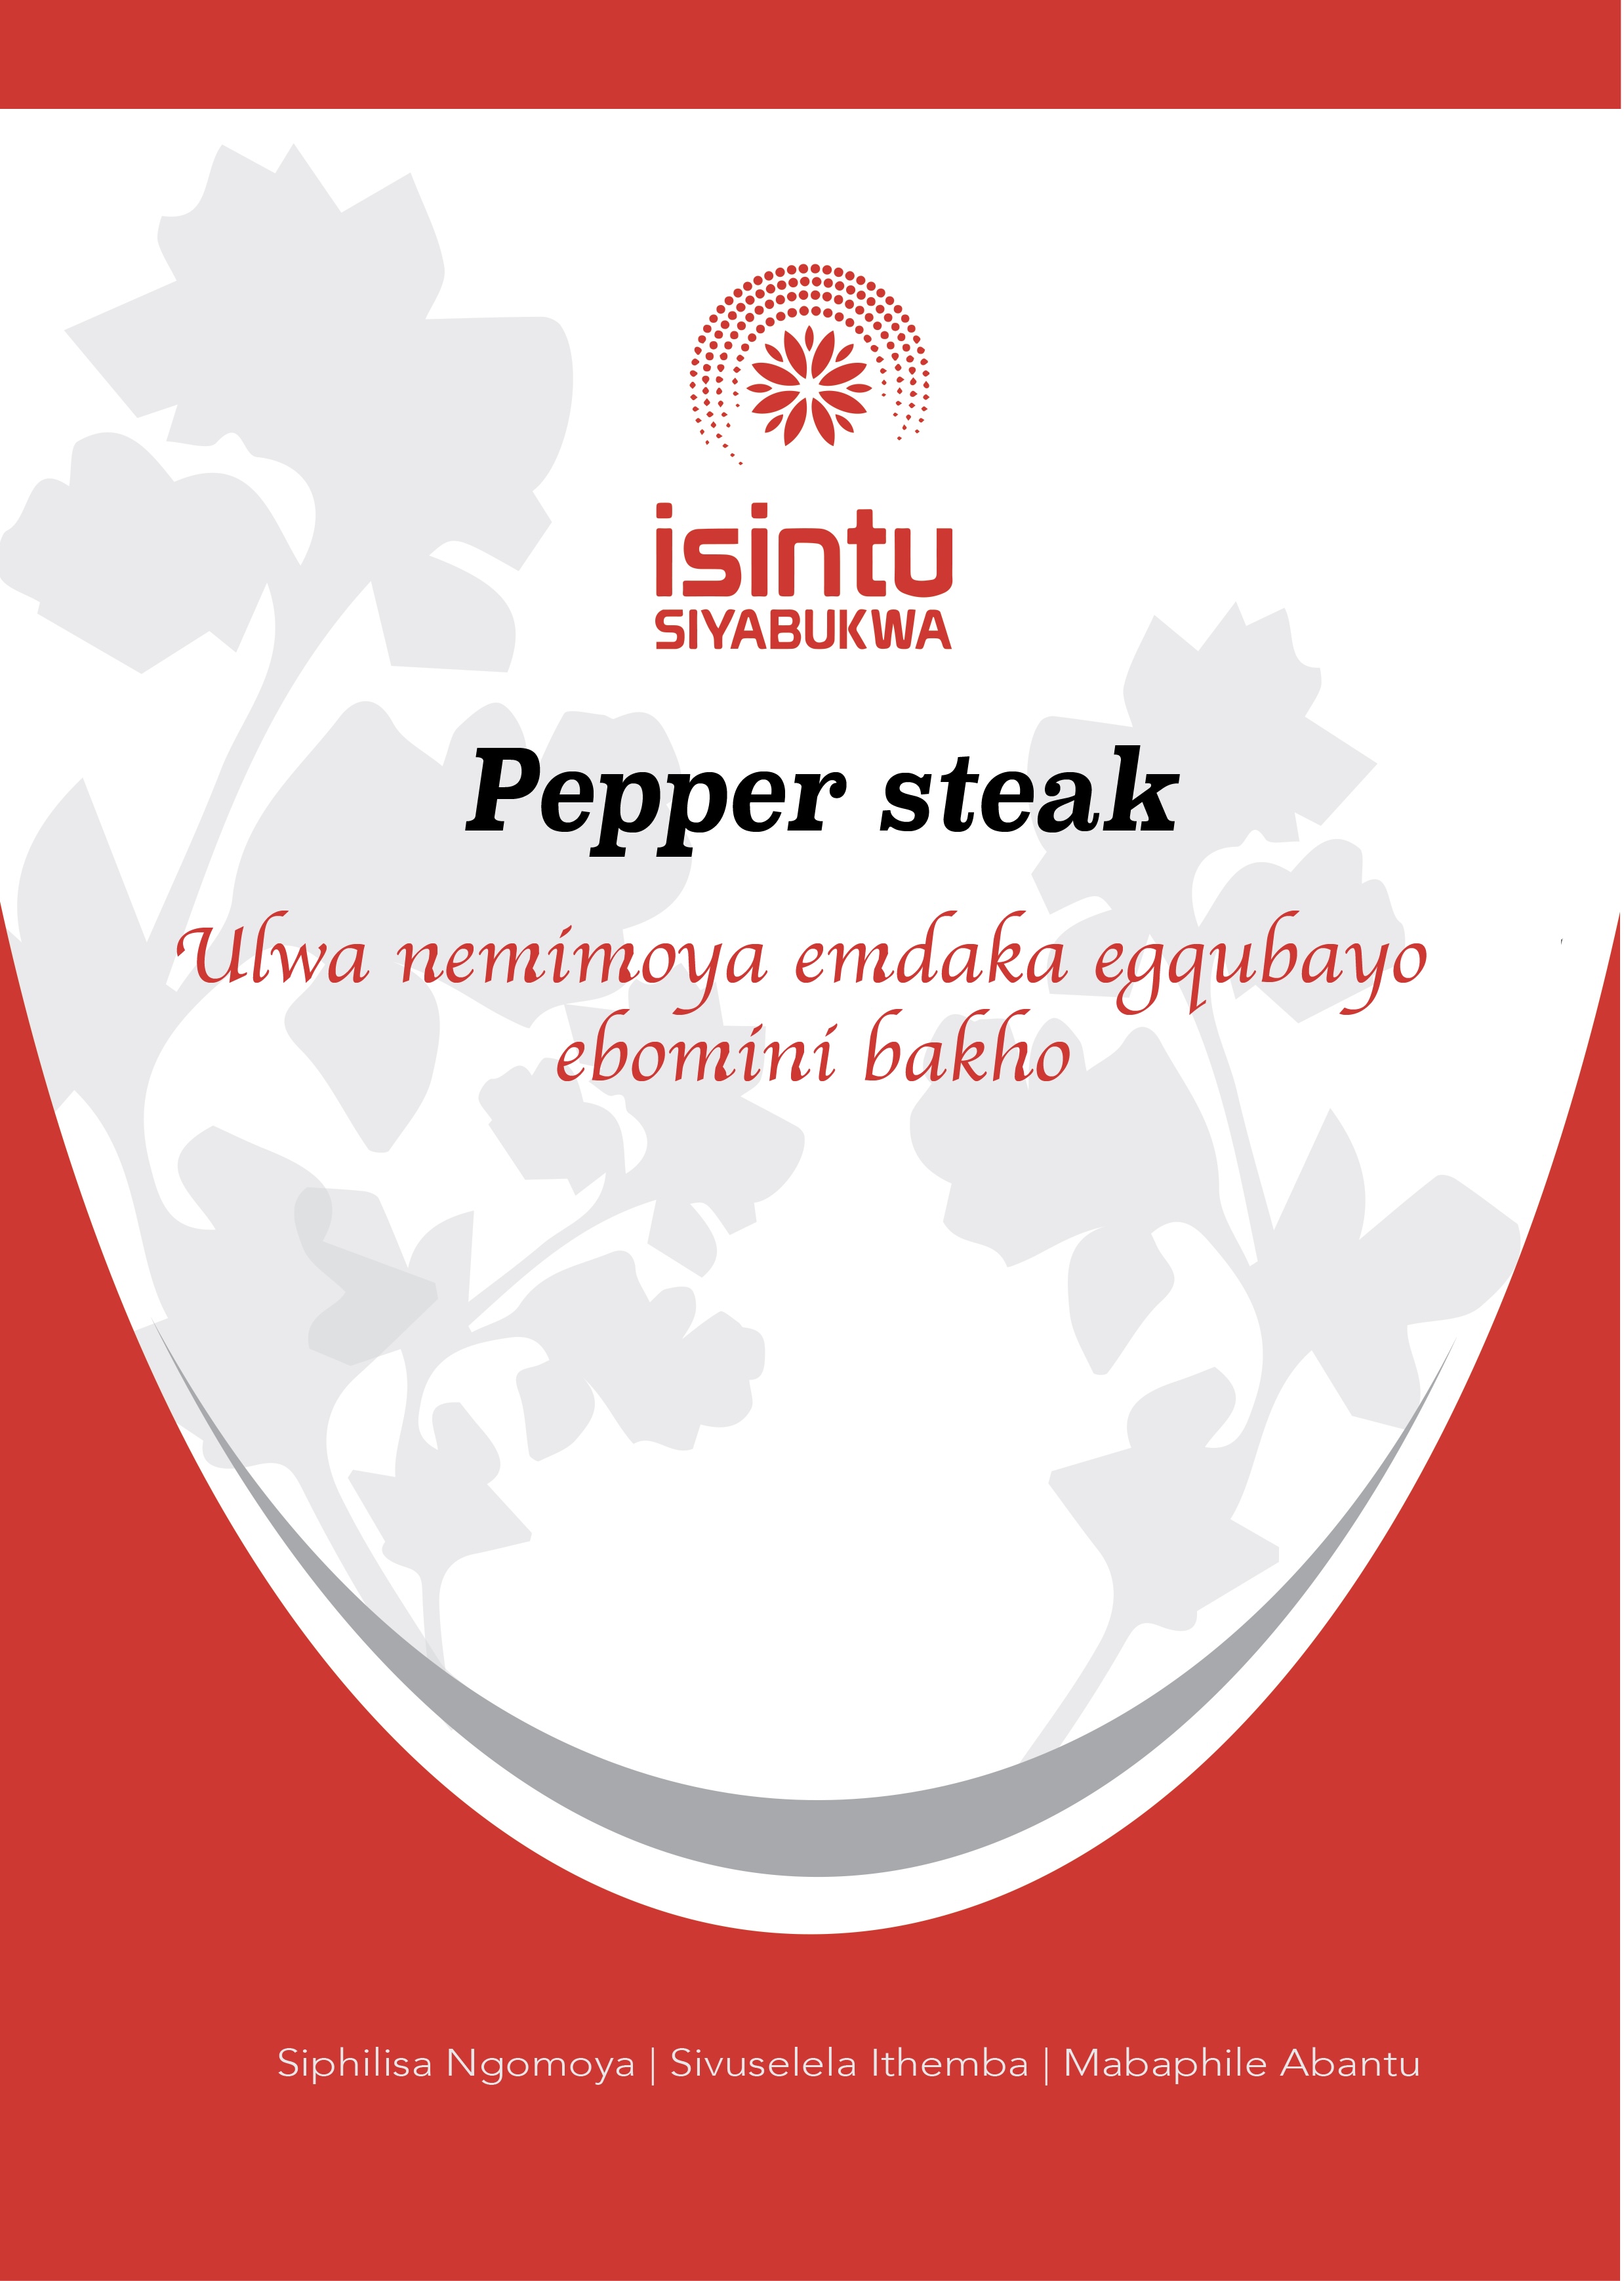 isintu
SIYABUKWA
Pepper steak
Ulwa nemimoya emdaka egqubayo
ebomini bakho
Siphilisa Ngomoya | Sivuselela Ithemba | Mabaphile Abantu